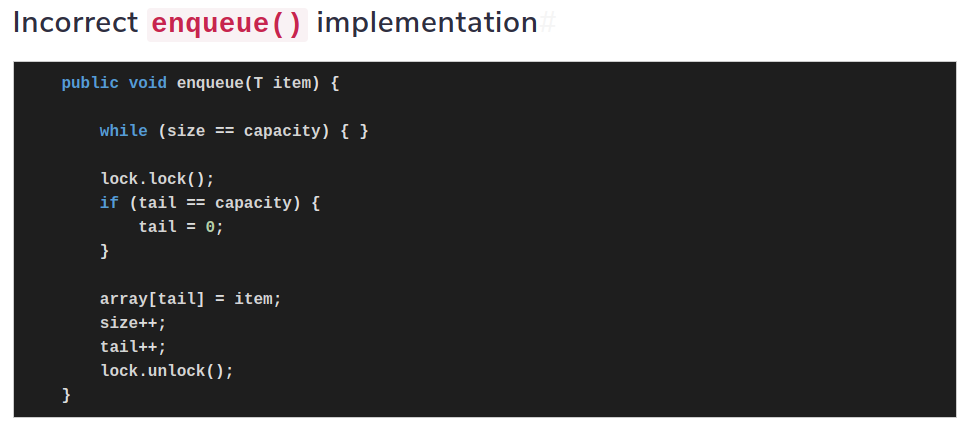 Incorrect enqueue() implementation#
public void enqueue(T item) {
while (size == capacity) { }
lock.lock();
if (tail == capacity) {
tail = 0;
}
array[tail] = item;
size++;
tail++;
lock.unlock();
}